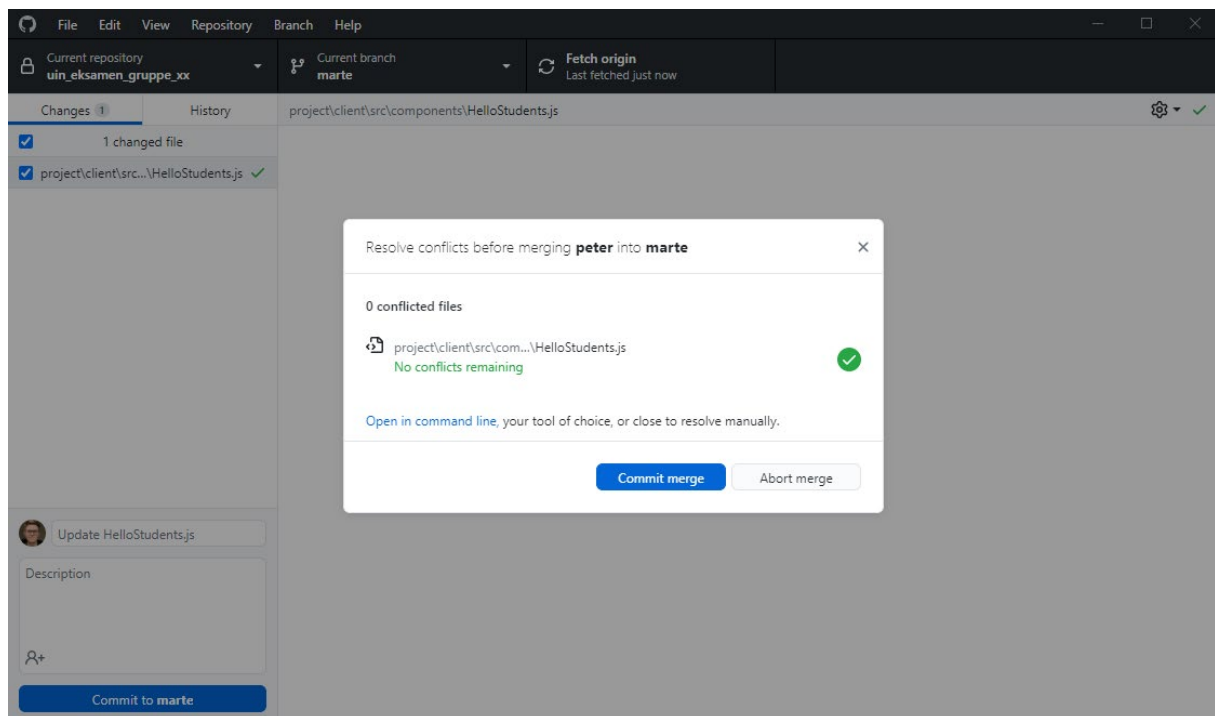 File Edit View Repository Branch Help
Current repository
uin_eksamen_gruppe_xx
Current branch
marte
Fetch origin
Last fetched just now
Changes 1 History
project\client\src\components\HelloStudents.js
1 changed file
project\client\src...\HelloStudents.js
Resolve conflicts before merging peter into marte
0 conflicted files
project\client\src\com...\HelloStudents.js
No conflicts remaining
Open in command line, your tool of choice, or close to resolve manually.
Commit merge Abort merge
Update HelloStudents.js
Description
Commit to marte